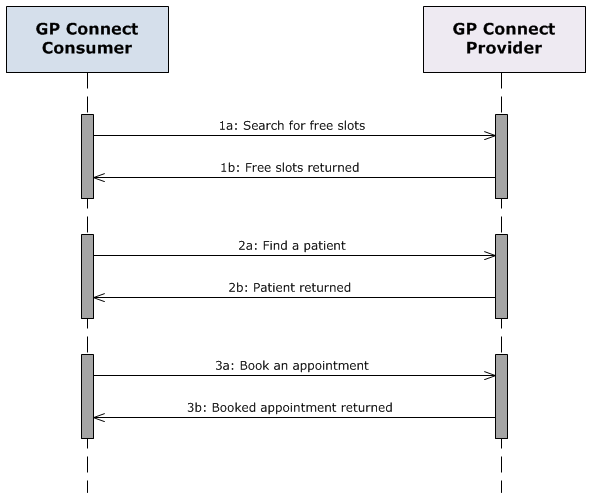 GP Connect
Consumer
GP Connect
Provider
1a: Search for free slots
1b: Free slots returned
2a: Find a patient
2b: Patient returned
3a: Book an appointment
3b: Booked appointment returned